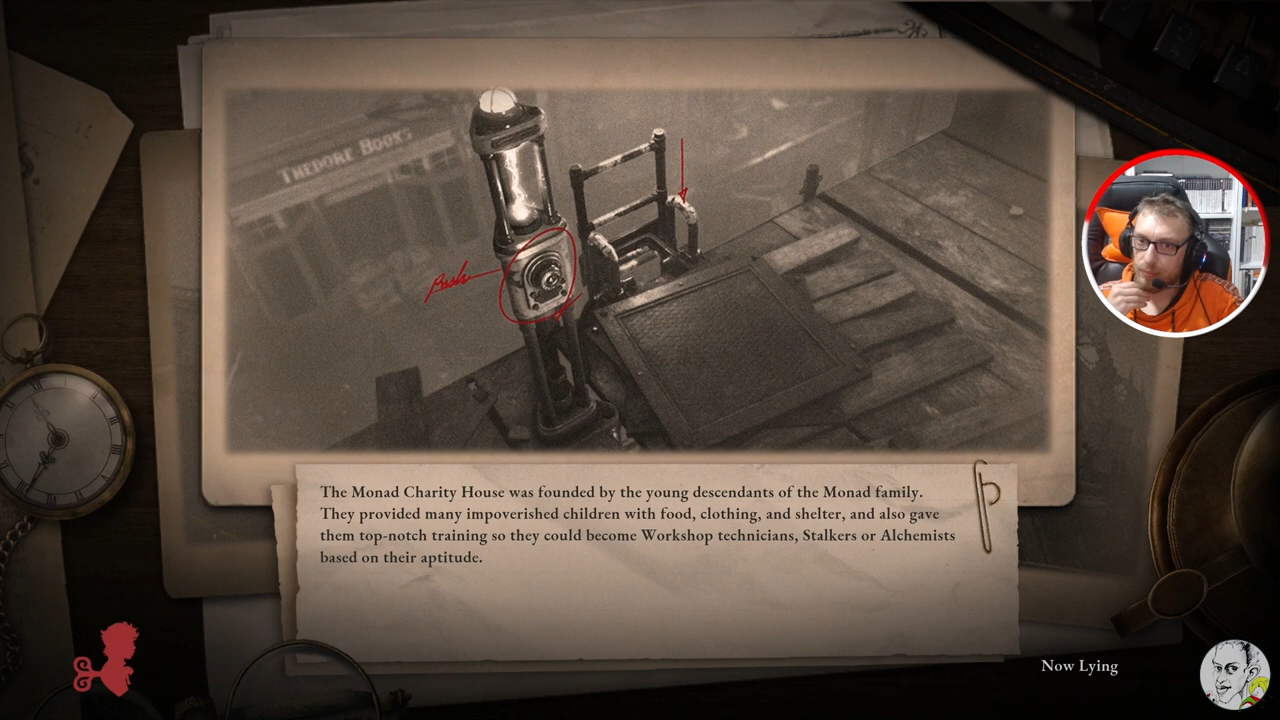 THEDORE BOOKS
Push
The Monad Charity House was founded by the young descendants of the Monad family.
They provided many impoverished children with food, clothing, and shelter, and also gave
them top-notch training so they could become Workshop technicians, Stalkers or Alchemists
based on their aptitude.
Now Lying